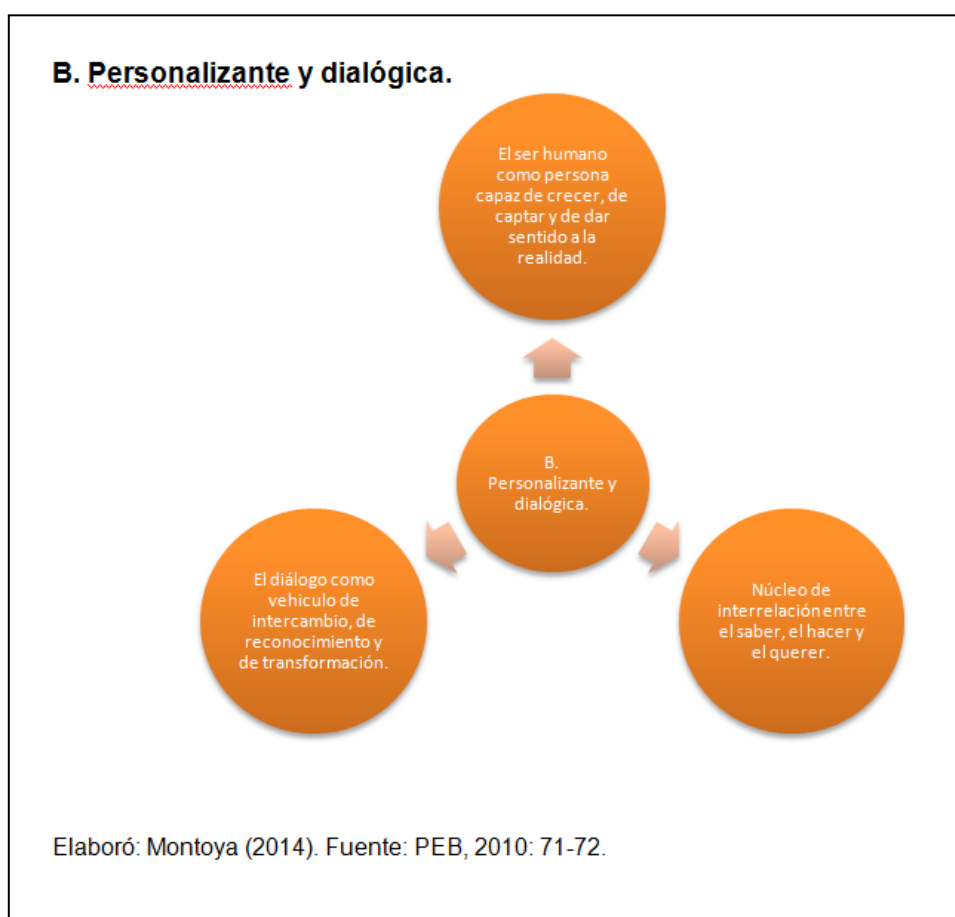 B. Personalizante y dialógica.
El ser humano
como persona
capaz de crecer, de
captar y de dar
sentido a la
realidad.
B.
Personalizante y
dialógica.
El diálogo como
vehiculo de
intercambio, de
reconocimiento y
de transformación.
Núcleo de
interrelación entre
el saber, el hacer y
el querer.
Elaboró: Montoya (2014). Fuente: PEB, 2010: 71-72.